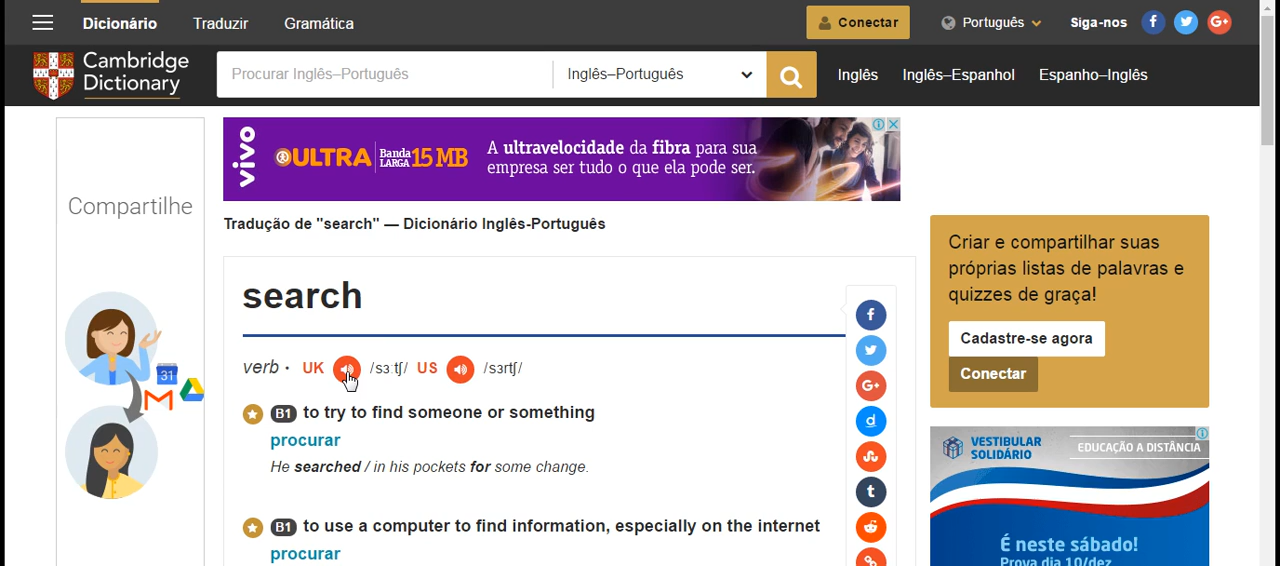 Dicionário
Traduzir
Gramática
Conectar
Português
Siga-nos
Cambridge
Dictionary
Procurar Inglês–Português
Inglês–Português
Inglês
Inglês–Espanhol
Espanho–Inglês
Compartilhe
31
vivo
ULTRA Banda LARGA 15 MB
A ultravelocidade da fibra para sua
empresa ser tudo o que ela pode ser.
Tradução de "search" — Dicionário Inglês-Português
search
verb · UK /sɜːtʃ/ US /sɜrtʃ/
B1 to try to find someone or something
procurar
He searched / in his pockets for some change.
B1 to use a computer to find information, especially on the internet
procurar
Criar e compartilhar suas
próprias listas de palavras e
quizzes de graça!
Cadastre-se agora
Conectar
VESTIBULAR
SOLIDÁRIO
EDUCAÇÃO A DISTÂNCIA
É neste sábado!
Prova dia 10/dez